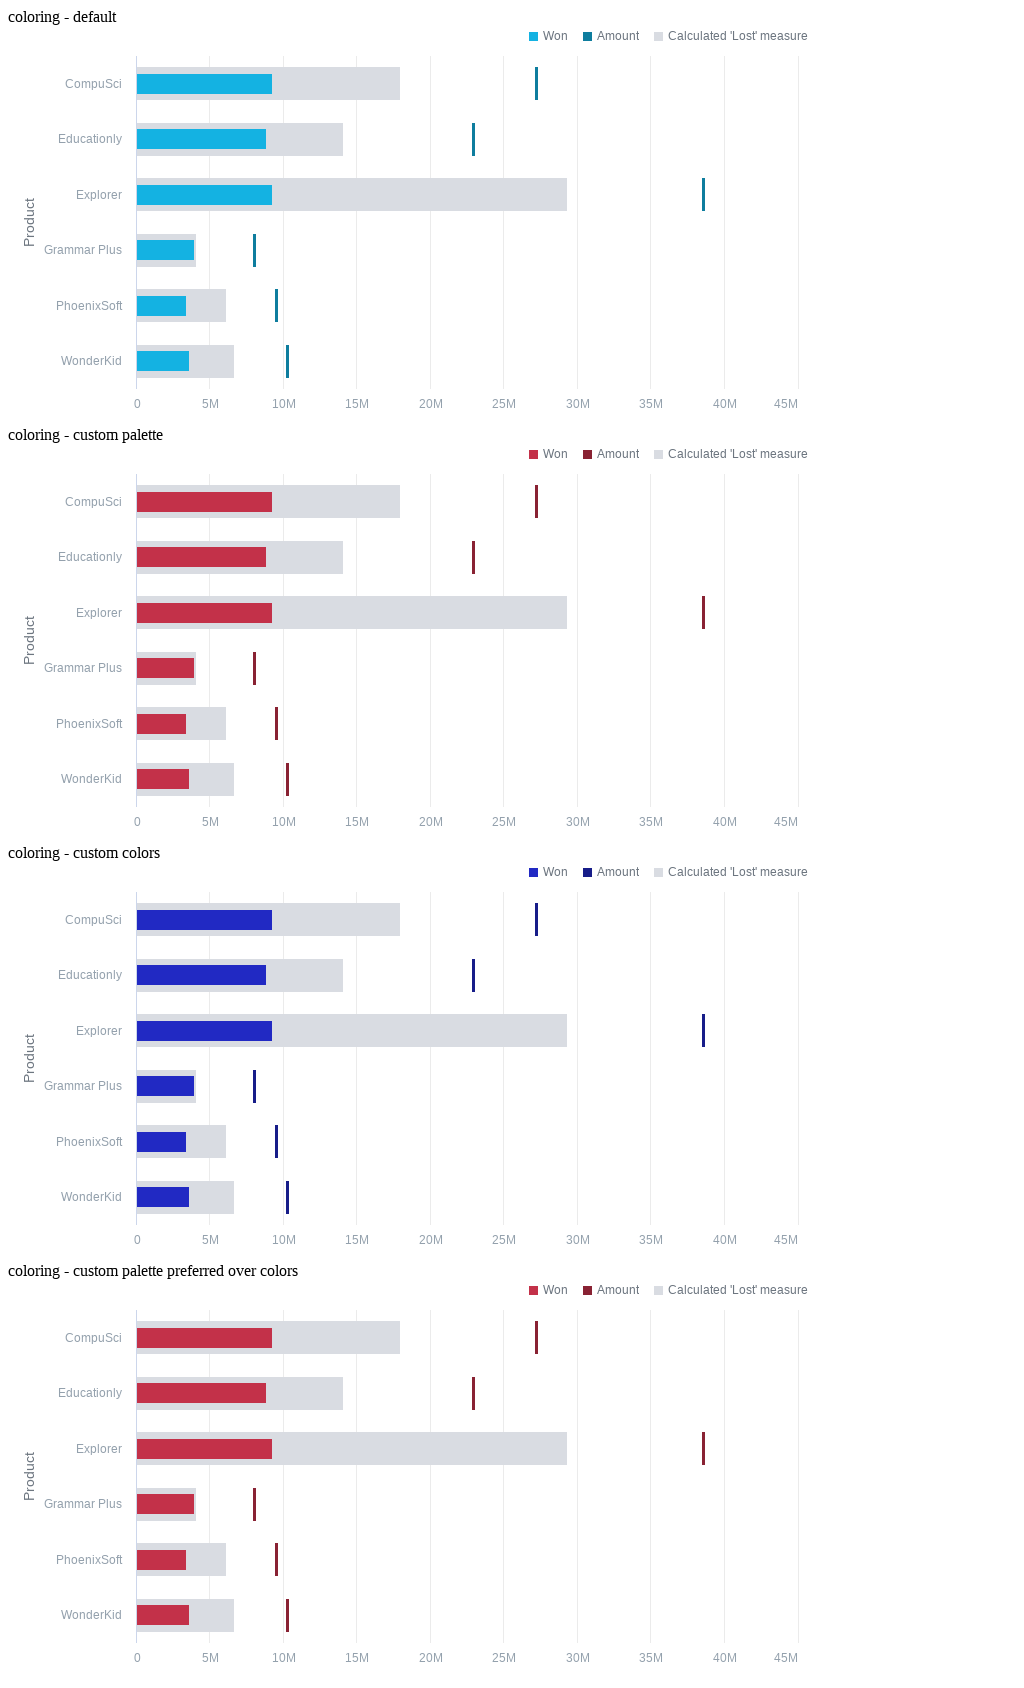 coloring - default
Won Amount Calculated 'Lost' measure
CompuSci
Educationly
Explorer
Product
Grammar Plus
PhoenixSoft
WonderKid
0 5M 10M 15M 20M 25M 30M 35M 40M 45M
coloring - custom palette
Won Amount Calculated 'Lost' measure
CompuSci
Educationly
Explorer
Product
Grammar Plus
PhoenixSoft
WonderKid
0 5M 10M 15M 20M 25M 30M 35M 40M 45M
coloring - custom colors
Won Amount Calculated 'Lost' measure
CompuSci
Educationly
Explorer
Product
Grammar Plus
PhoenixSoft
WonderKid
0 5M 10M 15M 20M 25M 30M 35M 40M 45M
coloring - custom palette preferred over colors
Won Amount Calculated 'Lost' measure
CompuSci
Educationly
Explorer
Product
Grammar Plus
PhoenixSoft
WonderKid
0 5M 10M 15M 20M 25M 30M 35M 40M 45M